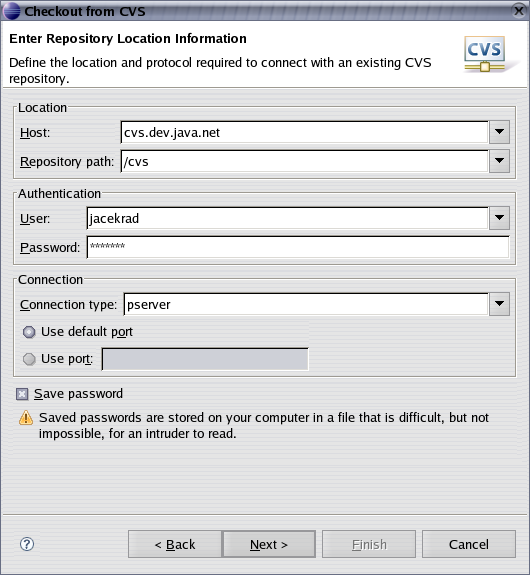 Checkout from CVS
Enter Repository Location Information
Define the location and protocol required to connect with an existing CVS
repository.
CVS
Location
Host: cvs.dev.java.net
Repository path: /cvs
Authentication
User: jacekrad
Password: *******
Connection
Connection type: pserver
Use default port
Use port:
Save password
Saved passwords are stored on your computer in a file that is difficult, but not
impossible, for an intruder to read.
? < Back Next > Finish Cancel